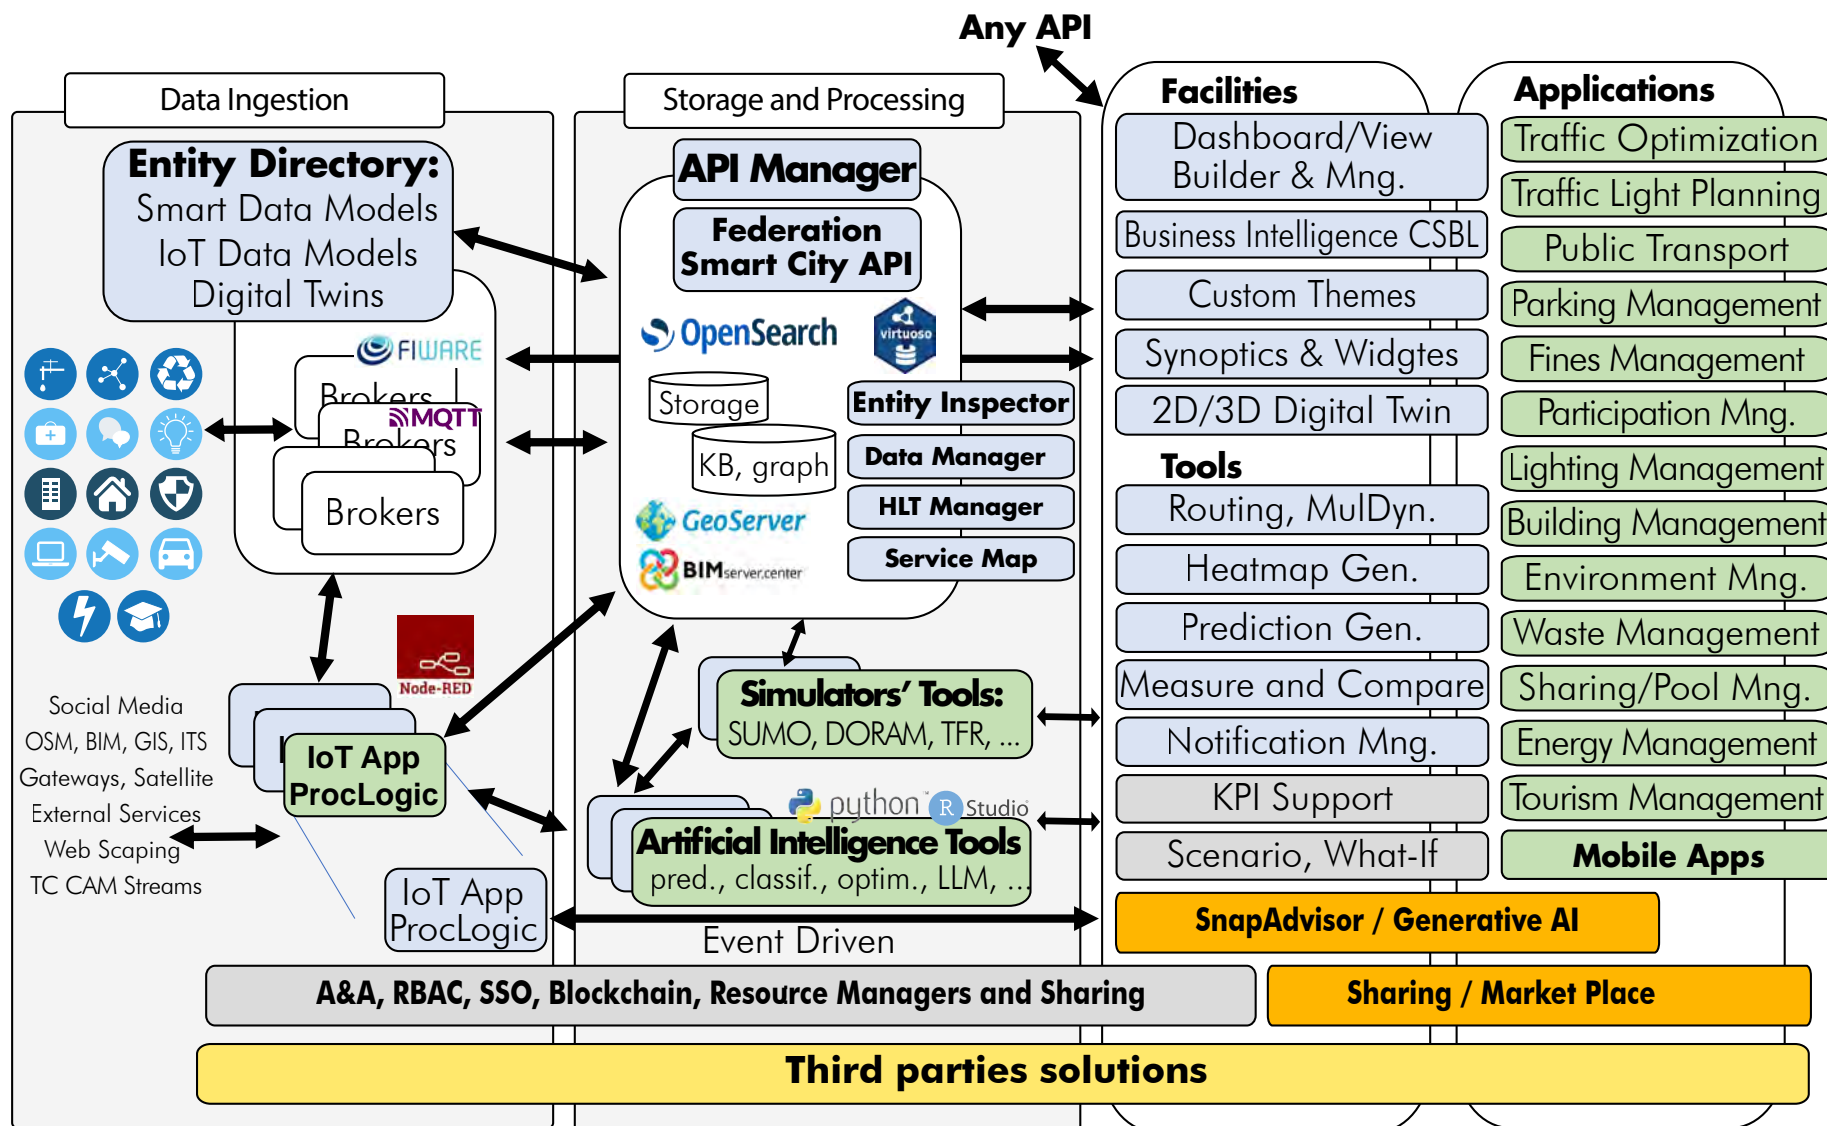 Any API
Data Ingestion
Entity Directory:
Smart Data Models
IoT Data Models
Digital Twins
FIWARE
Brokers
MQTT
Brokers
Brokers
Node-RED
Social Media
OSM, BIM, GIS, ITS
Gateways, Satellite
External Services
Web Scaping
TC CAM Streams
IoT App
ProcLogic
IoT App
ProcLogic
Storage and Processing
API Manager
Federation
Smart City API
OpenSearch
virtuoso
Storage
KB, graph
GeoServer
BIMserver.center
Entity Inspector
Data Manager
HLT Manager
Service Map
Simulators’ Tools:
SUMO, DORAM, TFR, ...
python
R Studio
Artificial Intelligence Tools
pred., classif., optim., LLM, ...
Event Driven
Facilities
Dashboard/View
Builder & Mng.
Business Intelligence CSBL
Custom Themes
Synoptics & Widgtes
2D/3D Digital Twin
Tools
Routing, MulDyn.
Heatmap Gen.
Prediction Gen.
Measure and Compare
Notification Mng.
KPI Support
Scenario, What-If
Applications
Traffic Optimization
Traffic Light Planning
Public Transport
Parking Management
Fines Management
Participation Mng.
Lighting Management
Building Management
Environment Mng.
Waste Management
Sharing/Pool Mng.
Energy Management
Tourism Management
Mobile Apps
SnapAdvisor / Generative AI
A&A, RBAC, SSO, Blockchain, Resource Managers and Sharing
Sharing / Market Place
Third parties solutions